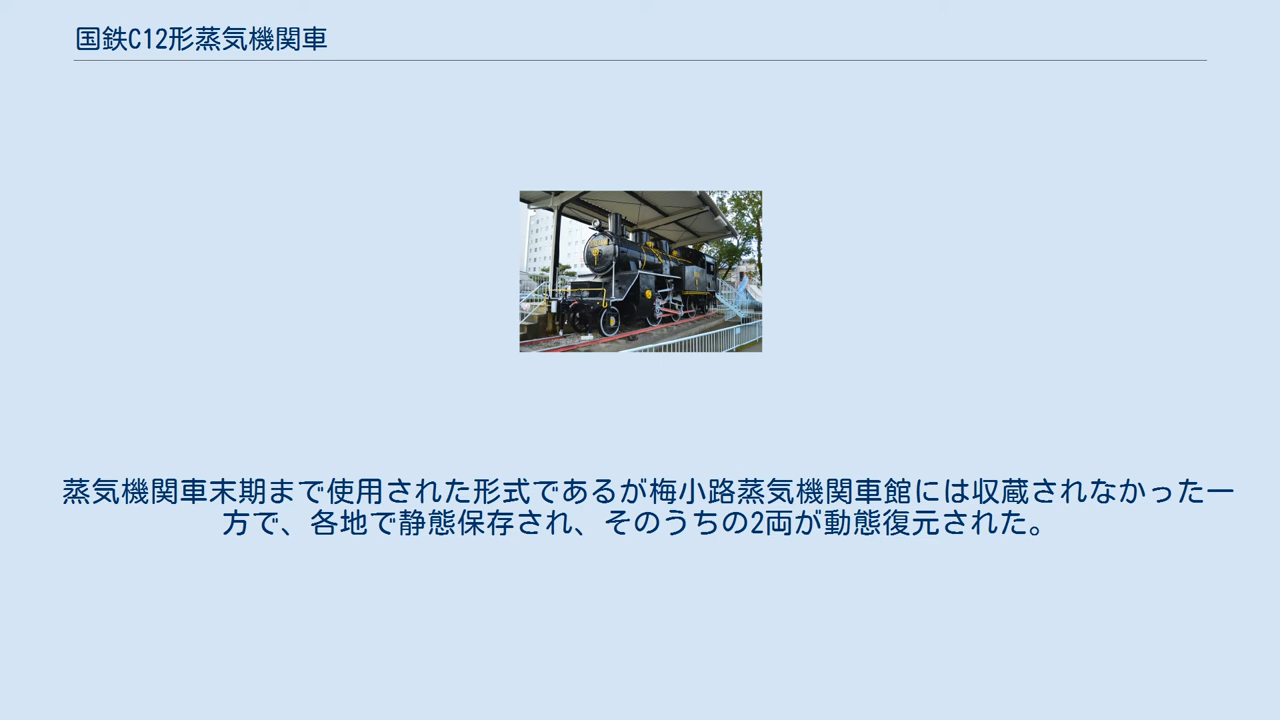 国鉄C12形蒸気機関車
蒸気機関車末期まで使用された形式であるが梅小路蒸気機関車館には収蔵されなかった一
方で、各地で静態保存され、そのうちの2両が動態復元された。